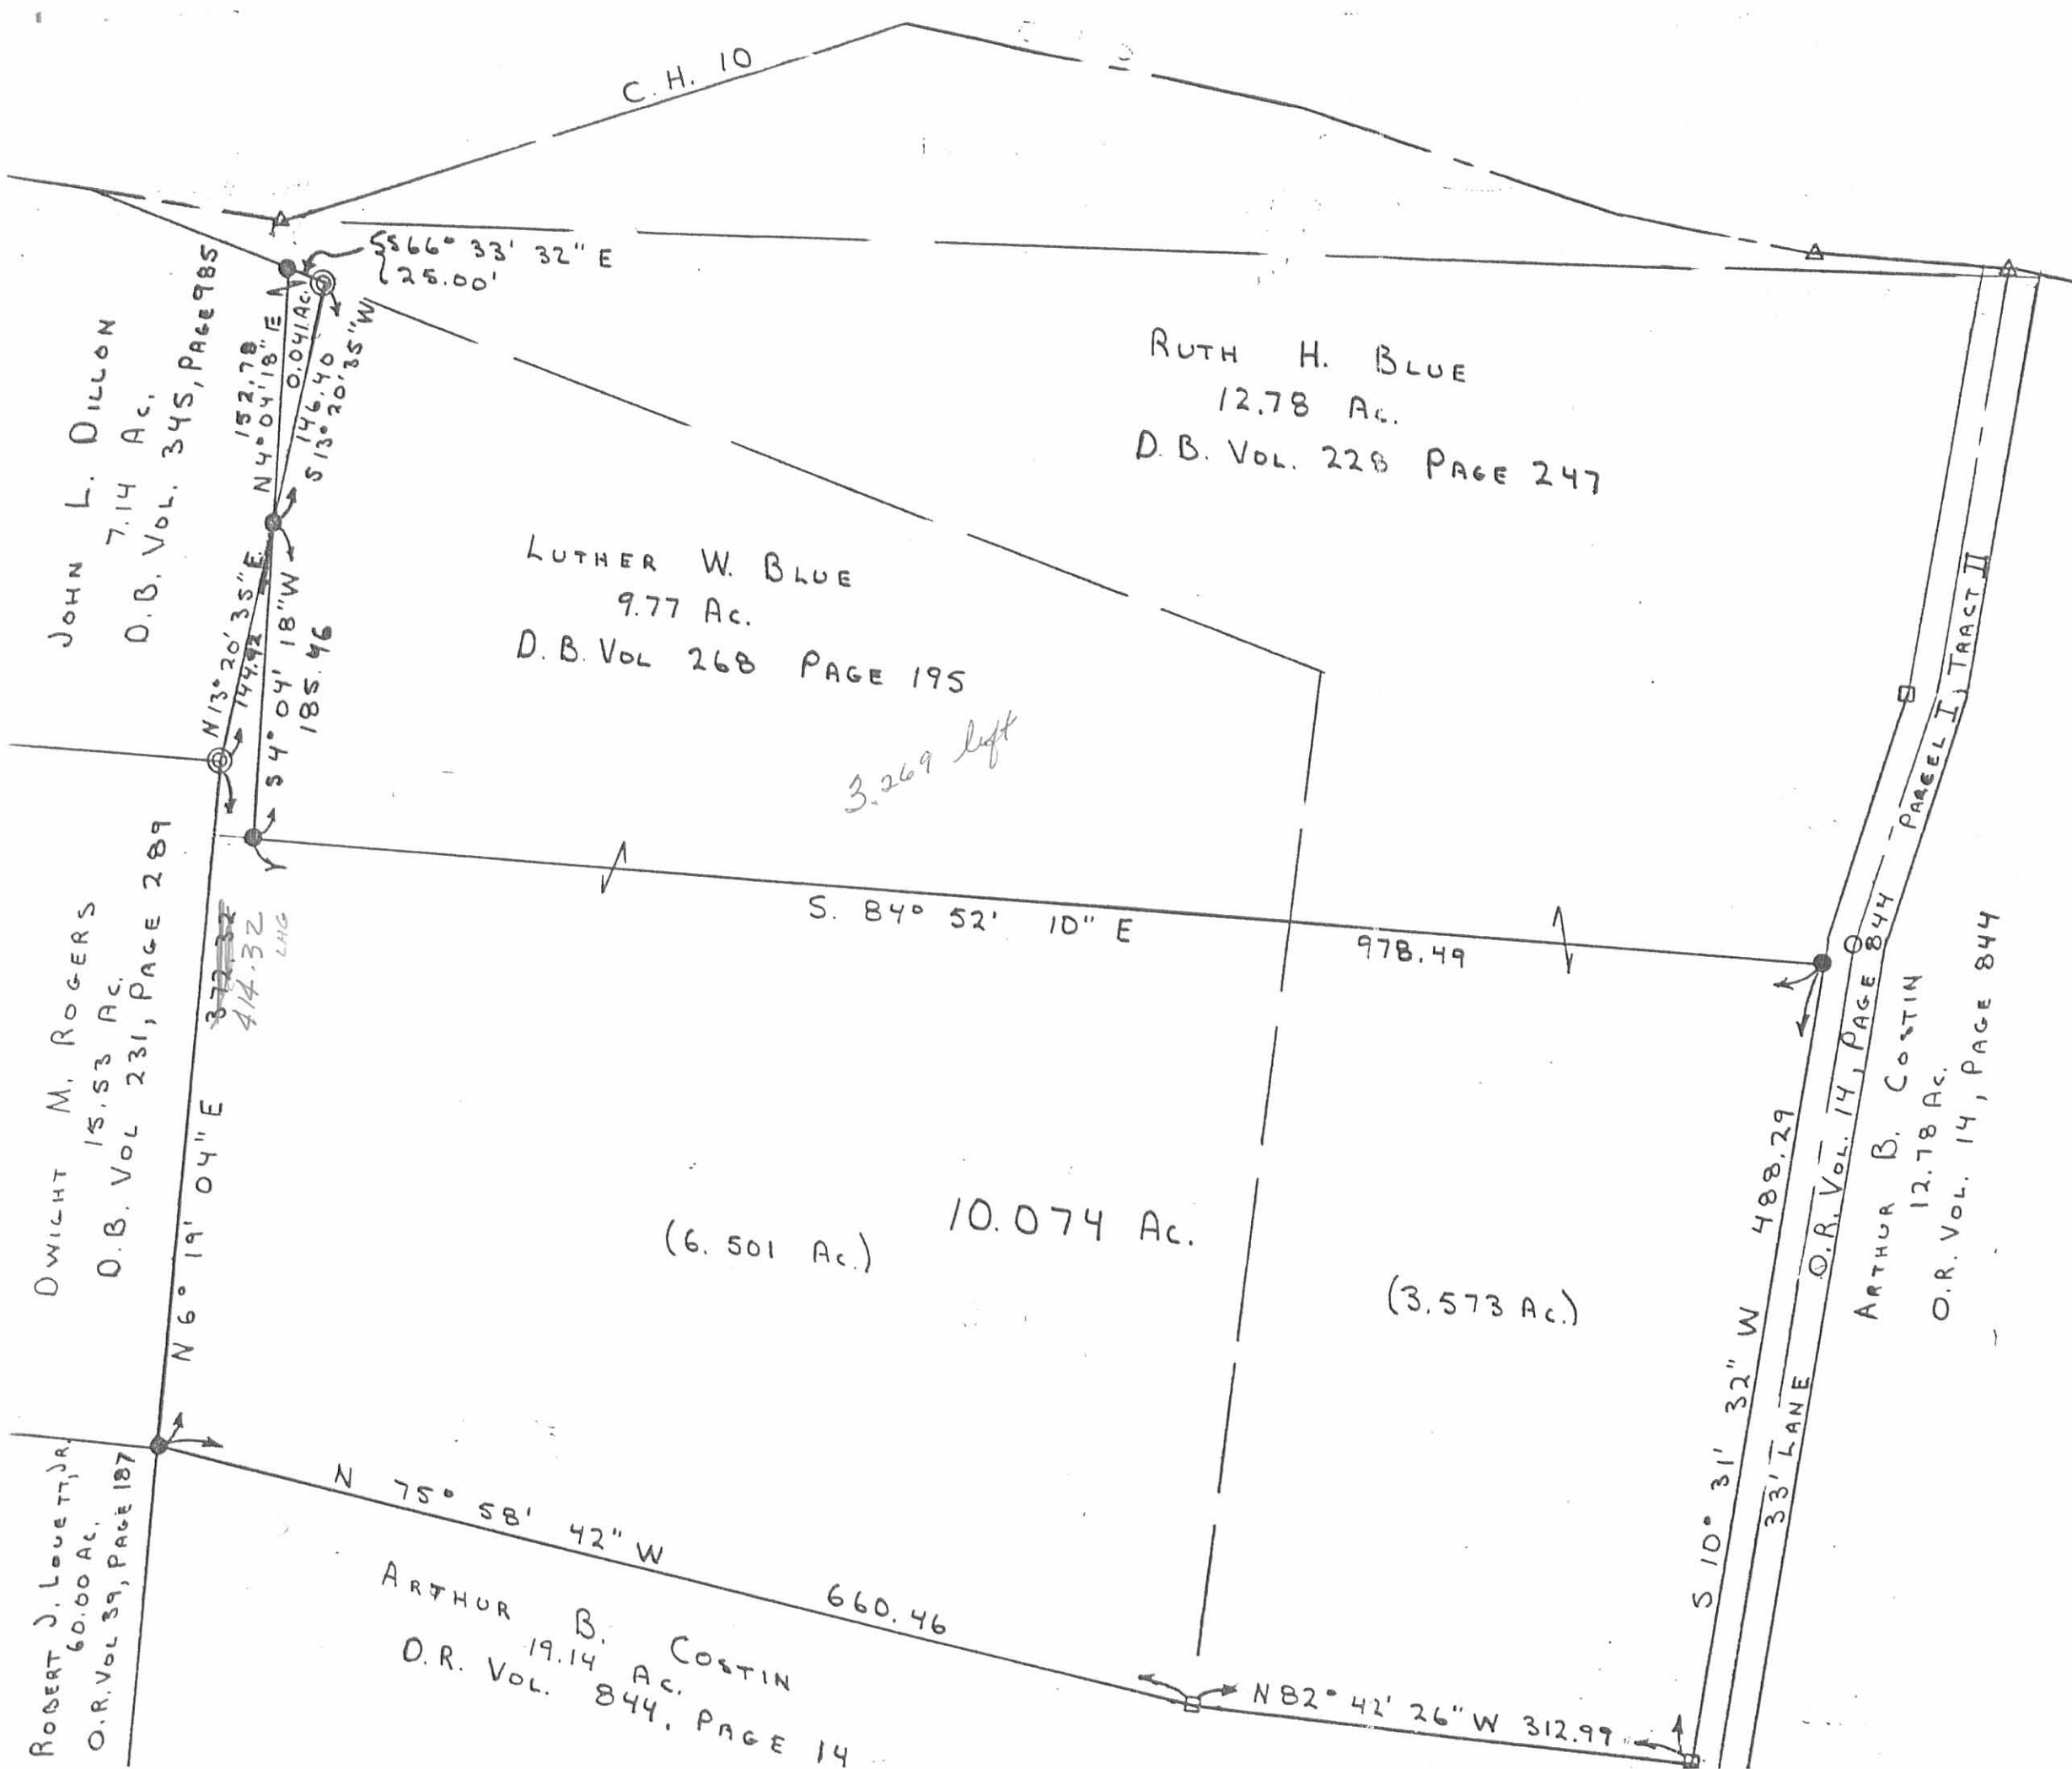 C. H. 10
S66° 33' 32" E
25.00'
RUTH H. BLUE
12.78 Ac.
D.B. VOL. 228 PAGE 247
JOHN L. DILLON
7.14 Ac.
D.B. VOL. 345, PAGE 985
152.78
N 4° 04' 18" E
0.041 Ac.
146.40
S 13° 20' 35" W
LUTHER W. BLUE
9.77 Ac.
D.B. VOL 268 PAGE 195
3.269 left
N 13° 20' 35" E
144.92
S 4° 04' 18" W
185.46
S. 84° 52' 10" E
978.49
DWIGHT M. ROGERS
15.53 Ac.
D.B. VOL 231, PAGE 289
372.32
414.32
LHG
N 6° 19' 04" E
10.074 Ac.
(6.501 Ac.)
(3.573 Ac.)
S 10° 31' 32" W 488.29
33' LANE O.R. VOL. 14, PAGE 844 PARCEL I, TRACT II
ARTHUR B. COSTIN
12.78 Ac.
O.R. VOL. 14, PAGE 844
ROBERT J. LOVETT, JR.
60.00 Ac.
O.R. VOL 39, PAGE 187
N 75° 58' 42" W
660.46
ARTHUR B. COSTIN
19.14 Ac.
O.R. VOL. 844, PAGE 14
N 82° 42' 26" W 312.99